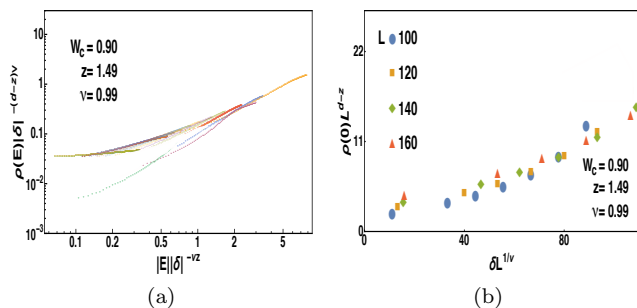 W_C = 0.90
z = 1.49
ν = 0.99
ρ(E)|δ|^{-(d-z)ν}
10^1
10^0
10^{-1}
10^{-2}
10^{-3}
0.1 0.2 0.5 1 2 5
|E||δ|^{-νz}
(a)
L 100
120
140
160
ρ(0)L^{d-z}
22
11
0
0 40 80
W_C = 0.90
z = 1.49
ν = 0.99
δL^{1/ν}
(b)